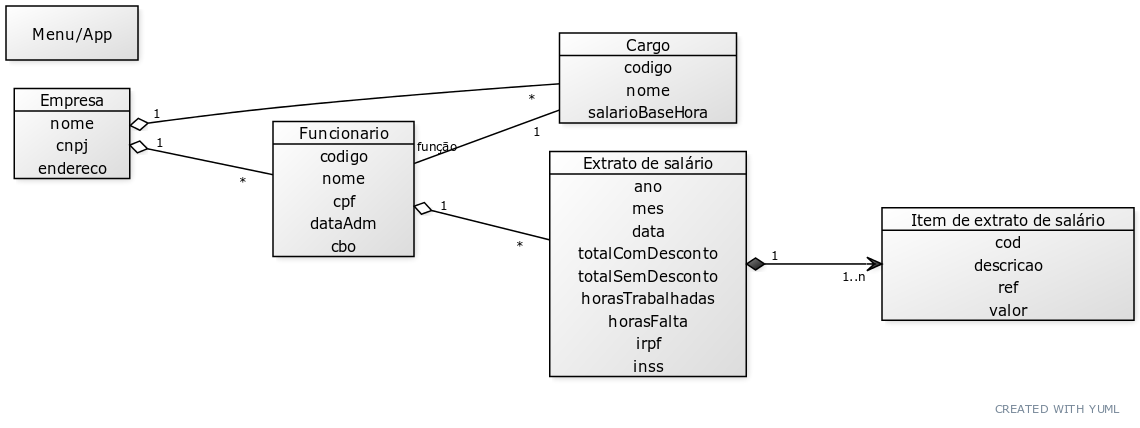 Menu/App
Empresa
nome
cnpj
endereco
1
*
1
*
Cargo
codigo
nome
salarioBaseHora
Funcionario
codigo
nome
cpf
dataAdm
cbo
função
1
1
*
Extrato de salário
ano
mes
data
totalComDesconto
totalSemDesconto
horasTrabalhadas
horasFalta
irpf
inss
1
1..n
Item de extrato de salário
cod
descricao
ref
valor
CREATED WITH YUML